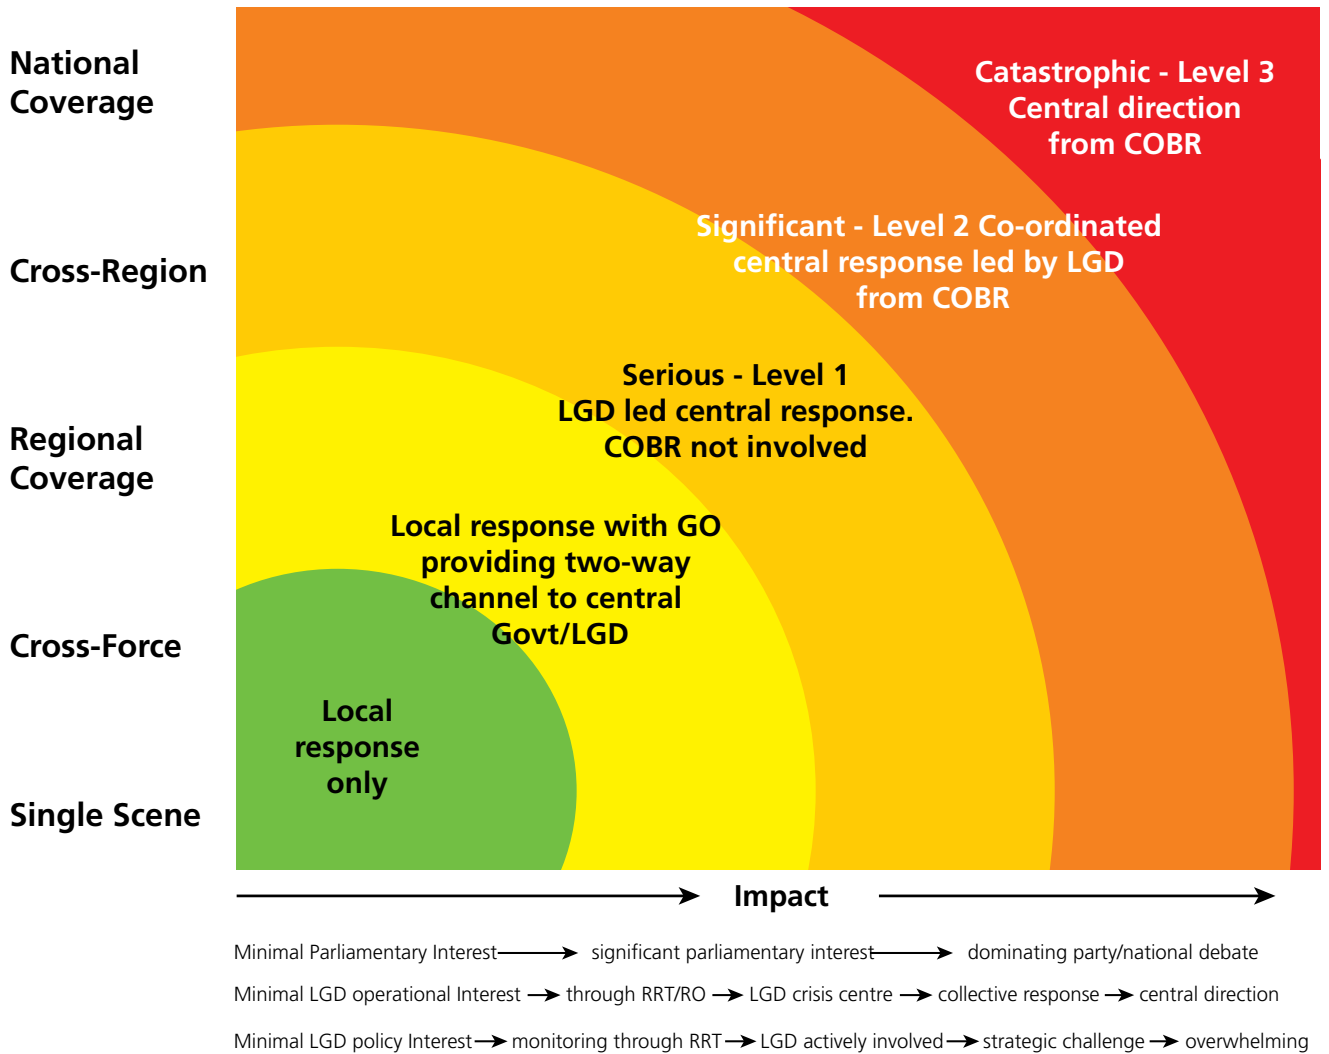 National
Coverage
Catastrophic - Level 3
Central direction
from COBR
Significant - Level 2 Co-ordinated
central response led by LGD
from COBR
Cross-Region
Serious - Level 1
LGD led central response.
COBR not involved
Regional
Coverage
Local response with GO
providing two-way
channel to central
Govt/LGD
Cross-Force
Local
response
only
Single Scene
Impact
Minimal Parliamentary Interest significant parliamentary interest dominating party/national debate
Minimal LGD operational Interest through RRT/RO LGD crisis centre collective response central direction
Minimal LGD policy Interest monitoring through RRT LGD actively involved strategic challenge overwhelming